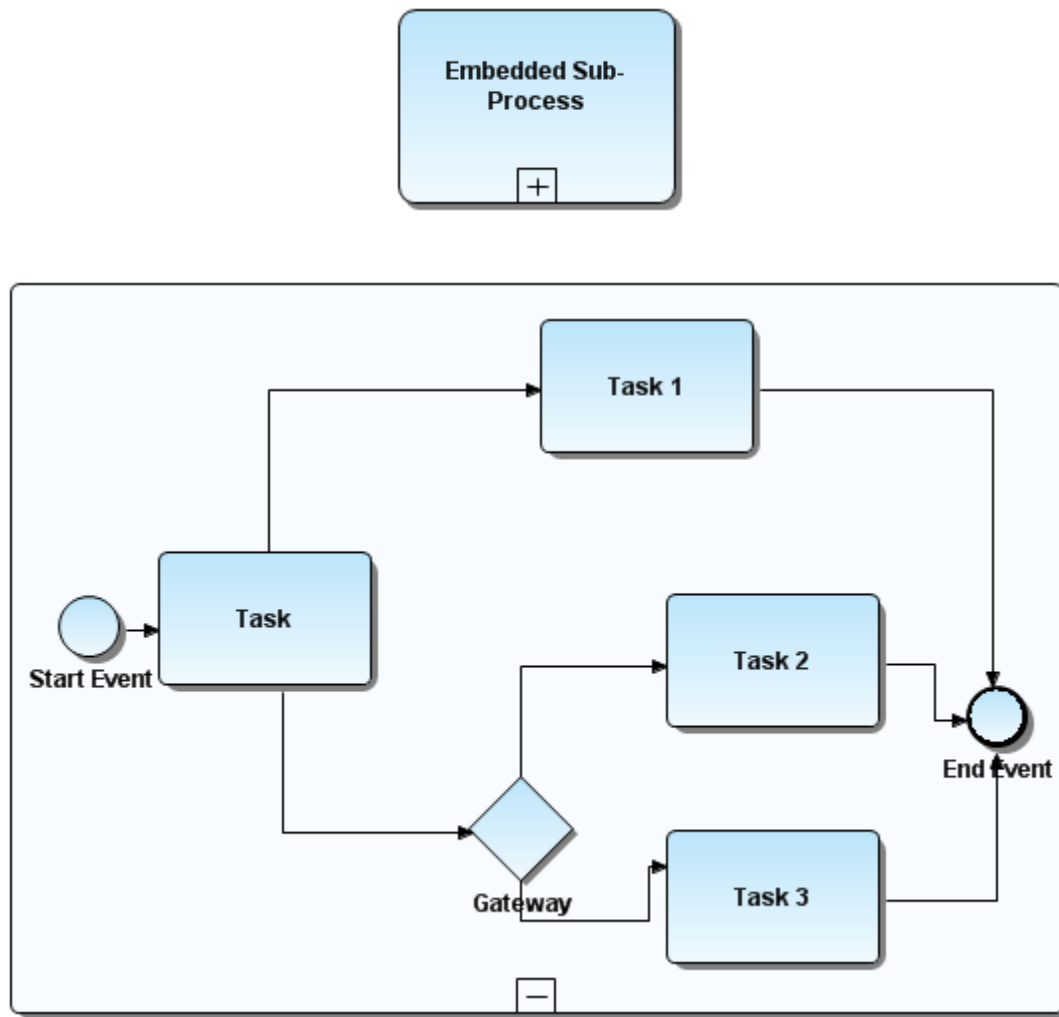 Embedded Sub-
Process
+
Task 1
Task
Start Event
Task 2
End Event
Gateway
Task 3
−